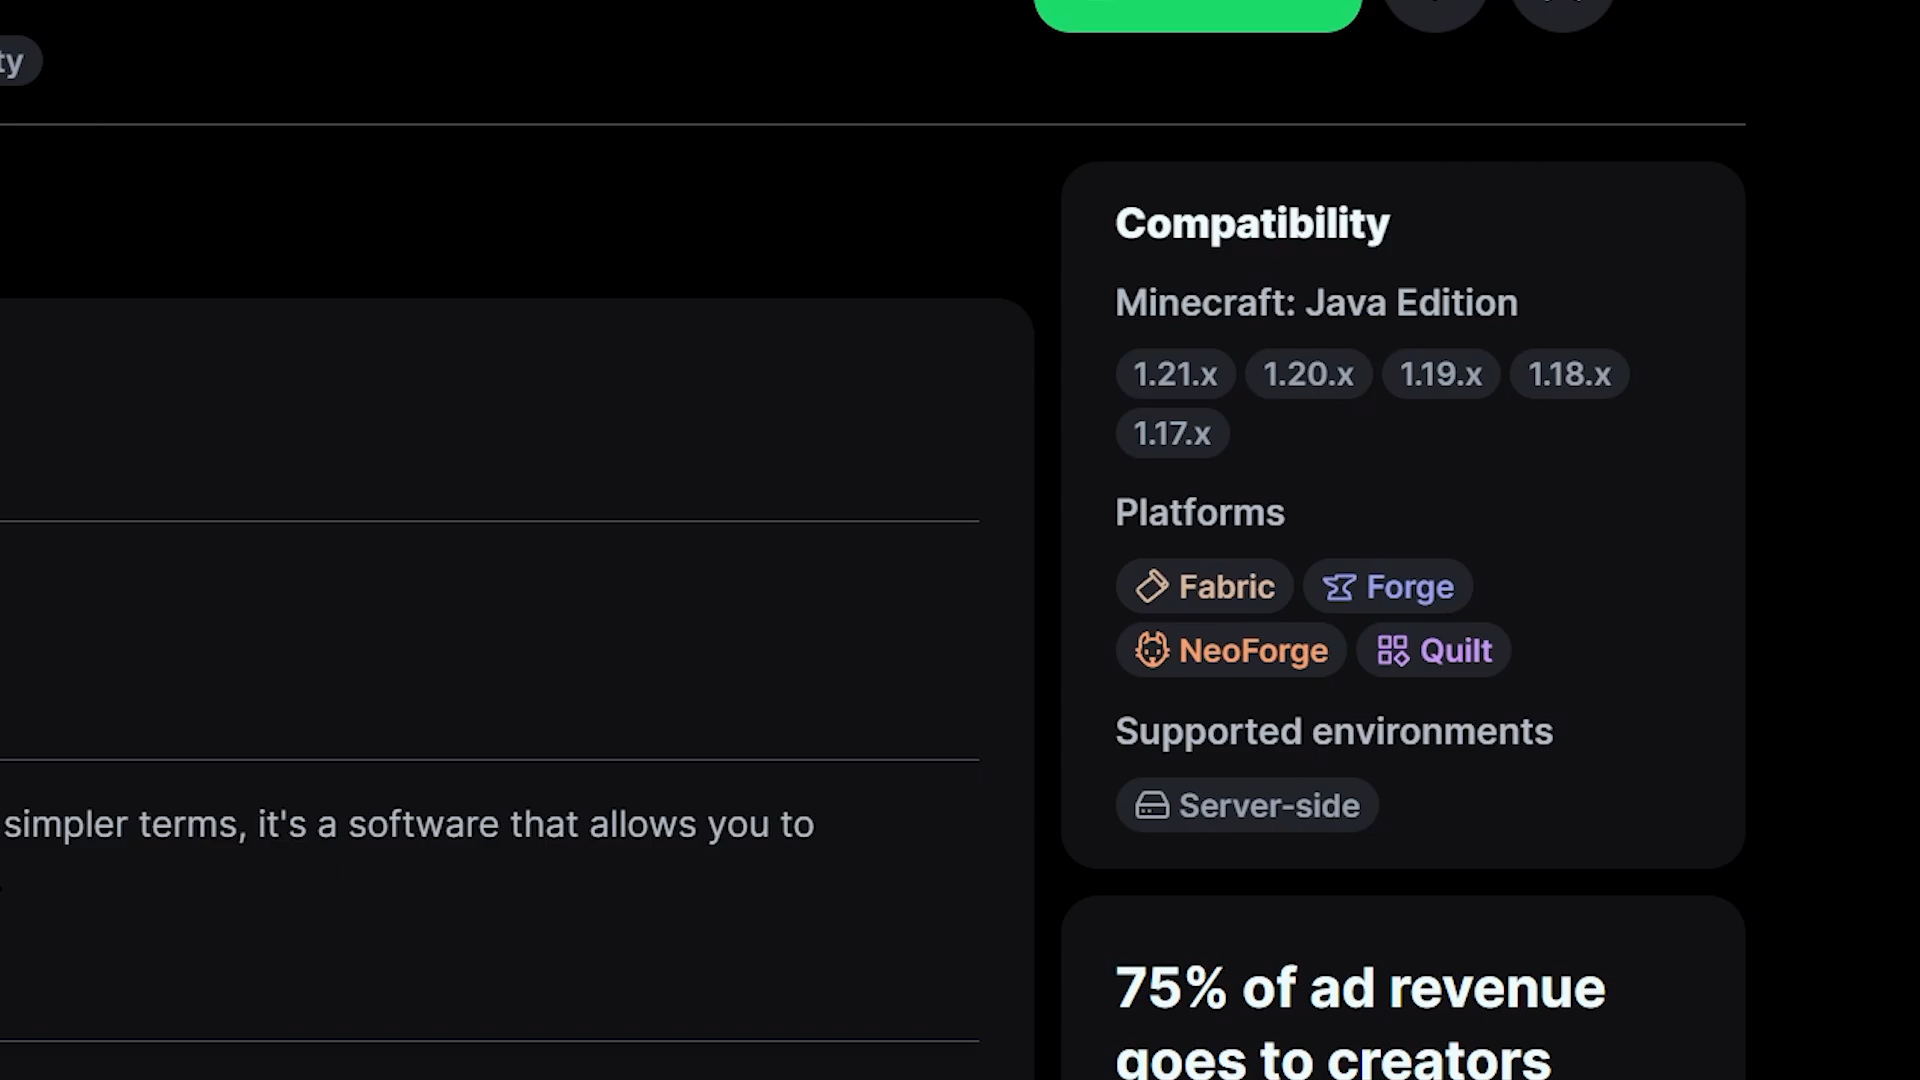 ty
Compatibility
Minecraft: Java Edition
1.21.x 1.20.x 1.19.x 1.18.x
1.17.x
Platforms
Fabric Forge
NeoForge Quilt
Supported environments
Server-side
simpler terms, it's a software that allows you to
75% of ad revenue
goes to creators